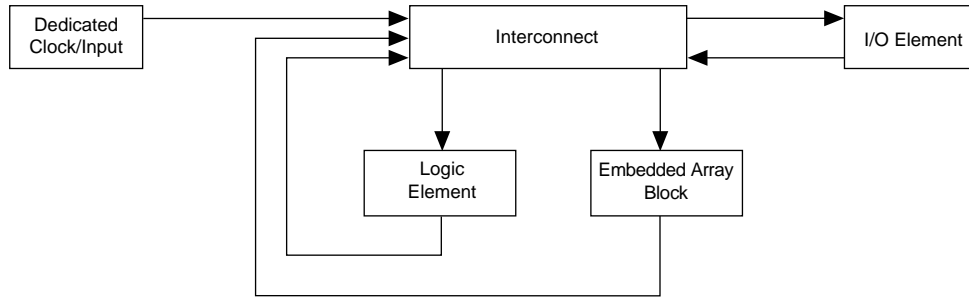 Dedicated
Clock/Input
Interconnect
I/O Element
Logic
Element
Embedded Array
Block